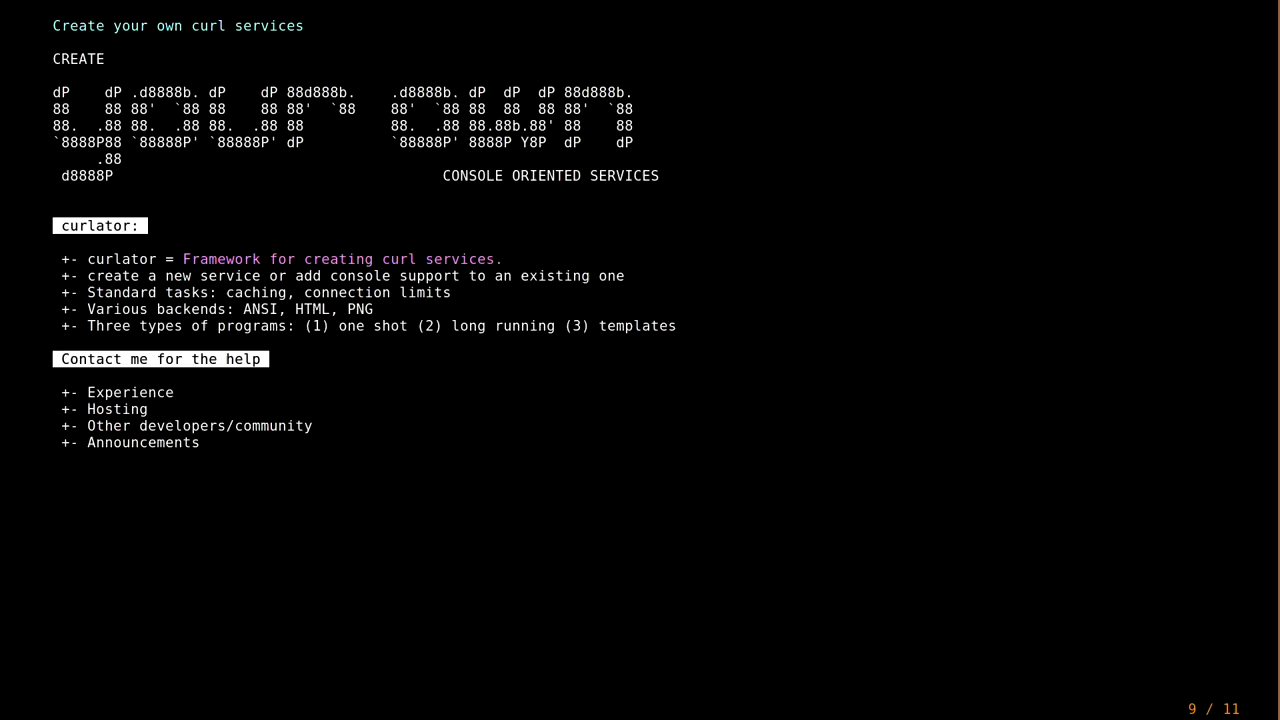 Create your own curl services
CREATE
dP    dP .d8888b. dP    dP 88d888b.    .d8888b. dP  dP  dP 88d888b.
88    88 88'  `88 88    88 88'  `88    88'  `88 88  88  88 88'  `88
88.  .88 88.  .88 88.  .88 88          88.  .88 88.88b.88' 88    88
`8888P88 `88888P' `88888P' dP          `88888P' 8888P Y8P  dP    dP
     .88
 d8888P                                      CONSOLE ORIENTED SERVICES
curlator:
+- curlator = Framework for creating curl services.
+- create a new service or add console support to an existing one
+- Standard tasks: caching, connection limits
+- Various backends: ANSI, HTML, PNG
+- Three types of programs: (1) one shot (2) long running (3) templates
Contact me for the help
+- Experience
+- Hosting
+- Other developers/community
+- Announcements
9 / 11